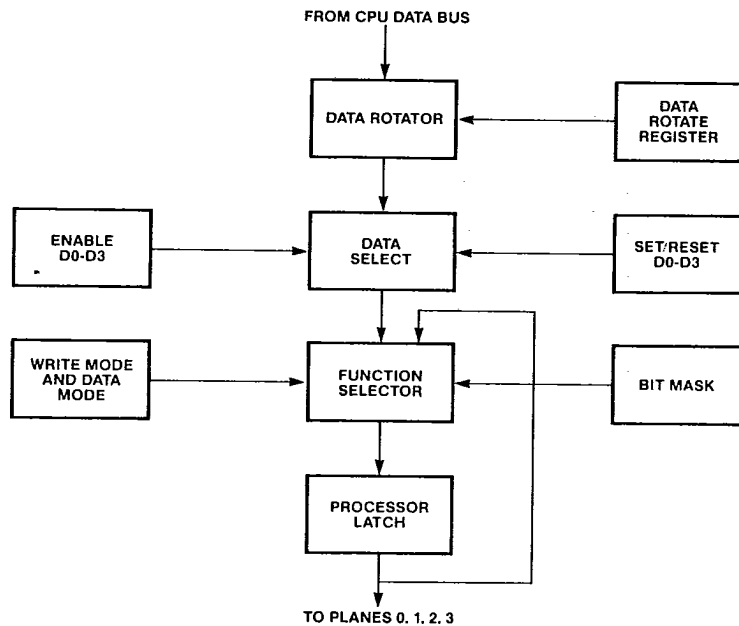 FROM CPU DATA BUS
DATA ROTATOR
DATA
ROTATE
REGISTER
ENABLE
D0-D3
DATA
SELECT
SET/RESET
D0-D3
WRITE MODE
AND DATA
MODE
FUNCTION
SELECTOR
BIT MASK
PROCESSOR
LATCH
TO PLANES 0, 1, 2, 3